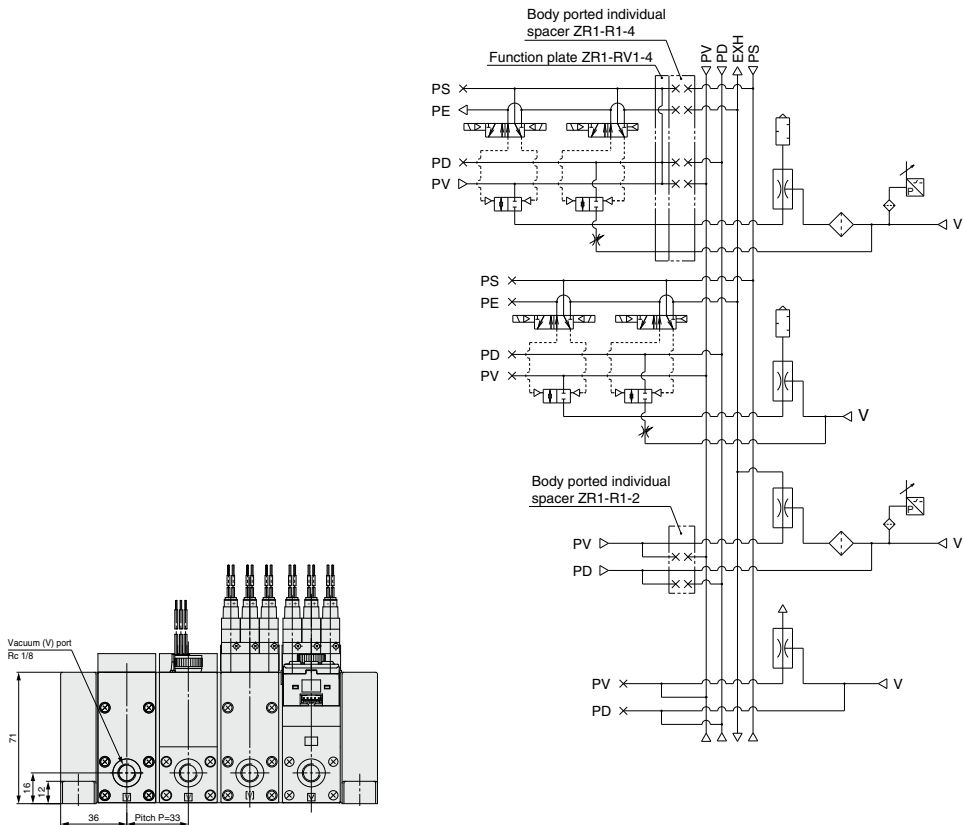 Body ported individual
spacer ZR1-R1-4
Function plate ZR1-RV1-4
PV
PD
EXH
PS
PS
PE
PD
PV
P
V
PS
PE
PD
PV
V
Body ported individual
spacer ZR1-R1-2
PV
PD
P
V
PV
PD
V
Vacuum (V) port
Rc 1/8
71
16
12
36
Pitch P=33
V
V
V
V